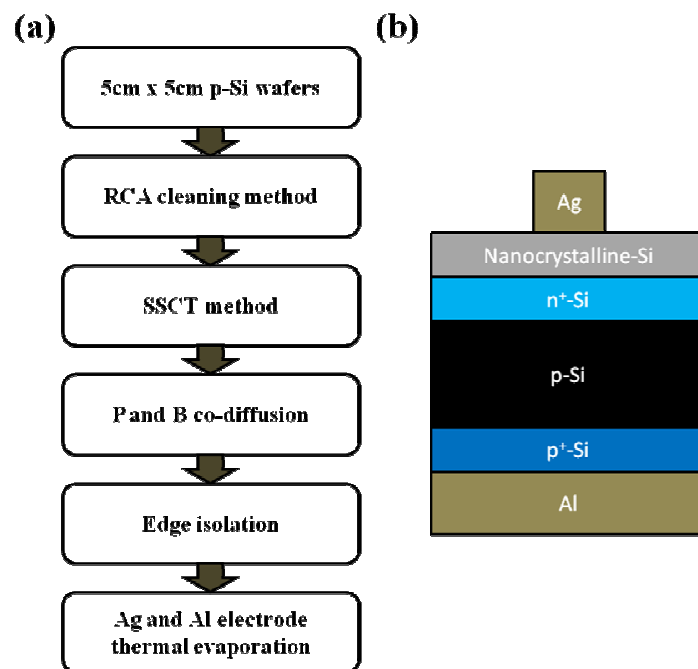 (a)
5cm x 5cm p-Si wafers
RCA cleaning method
SSCT method
P and B co-diffusion
Edge isolation
Ag and Al electrode
thermal evaporation
(b)
Ag
Nanocrystalline-Si
n⁺-Si
p-Si
p⁺-Si
Al